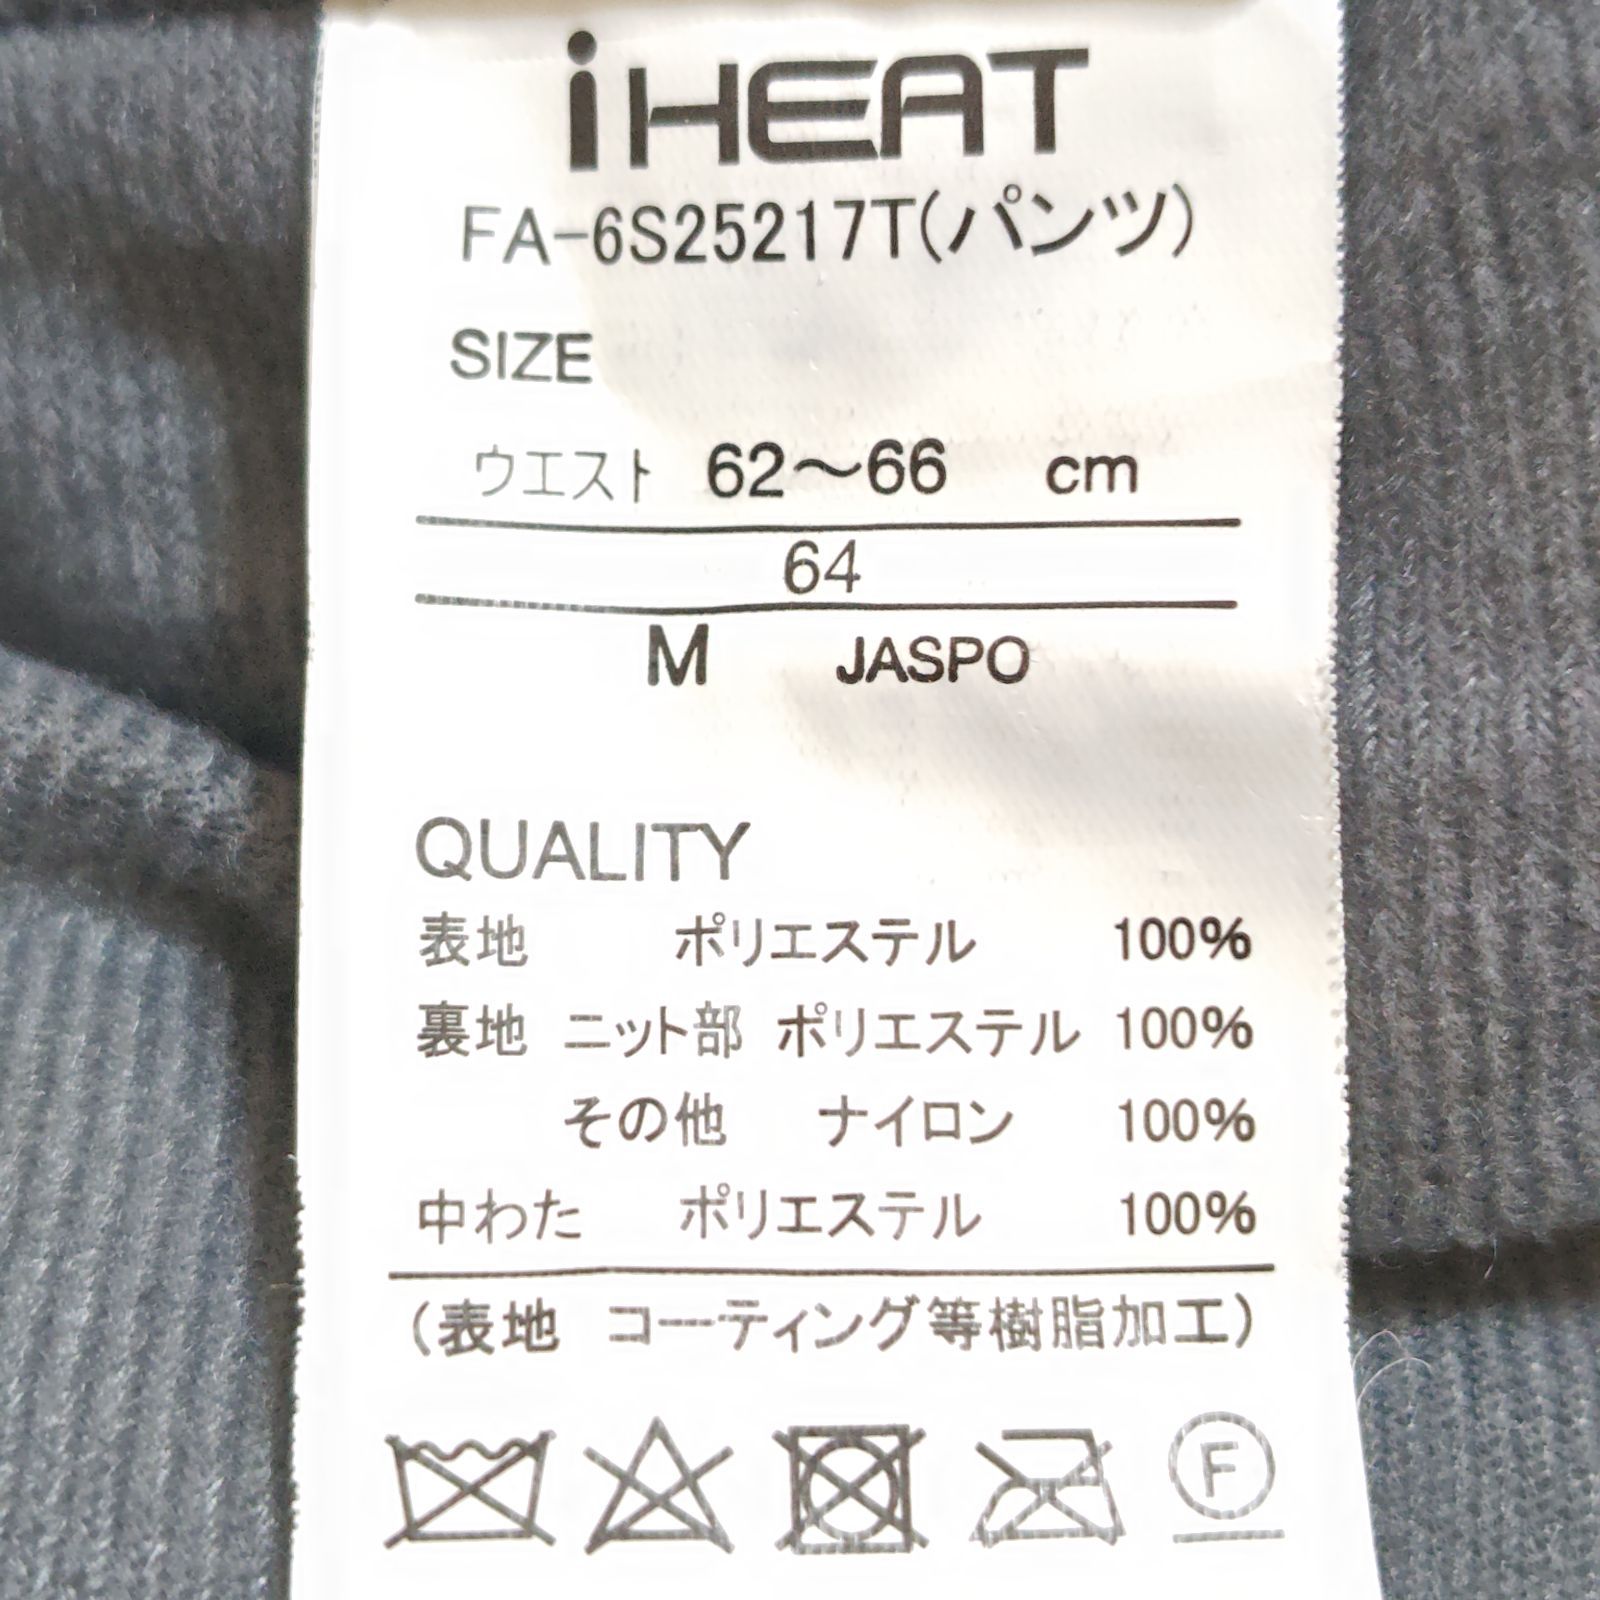 iHEAT
FA-6S25217T(パンツ)
SIZE
ウエスト 62～66 cm
64
M JASPO
QUALITY
表地 ポリエステル 100%
裏地 ニット部 ポリエステル 100%
その他 ナイロン 100%
中わた ポリエステル 100%
(表地 コーティング等樹脂加工)
F